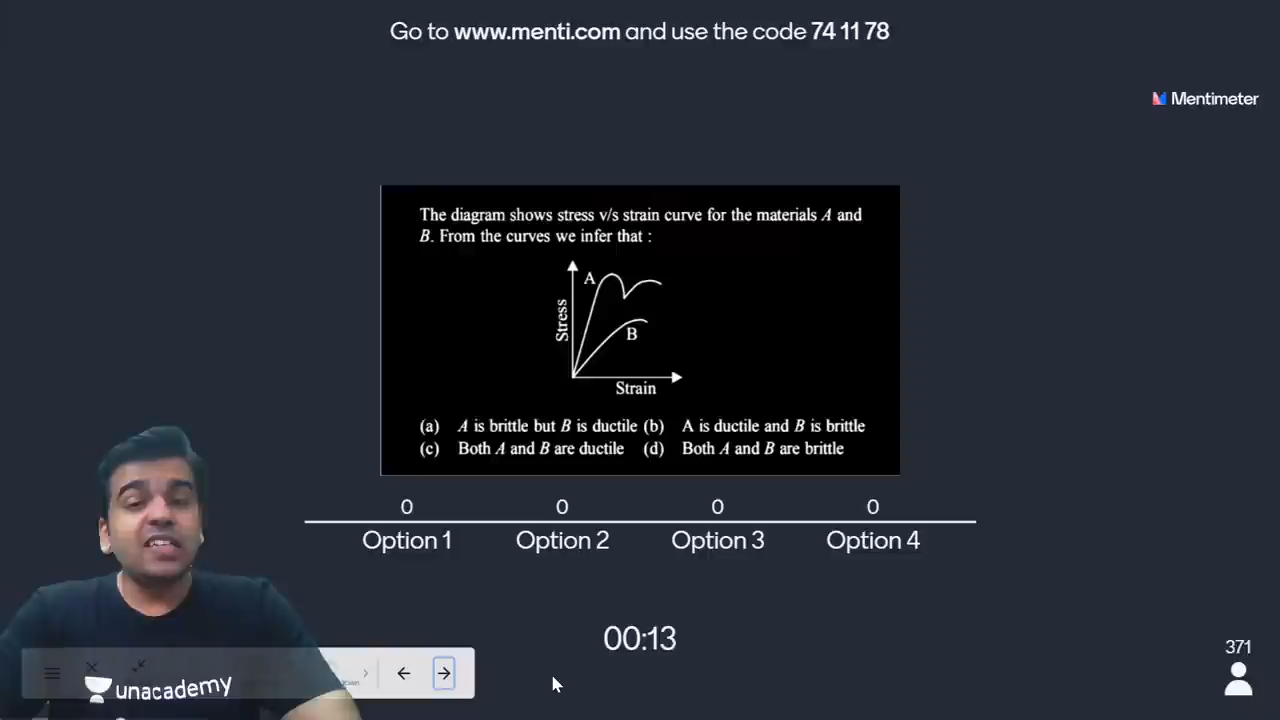 Go to www.menti.com and use the code 74 11 78
Mentimeter
The diagram shows stress v/s strain curve for the materials A and
B. From the curves we infer that :
A
Stress
B
Strain
(a) A is brittle but B is ductile (b) A is ductile and B is brittle
(c) Both A and B are ductile (d) Both A and B are brittle
0 0 0 0
Option 1 Option 2 Option 3 Option 4
00:13
371
unacademy